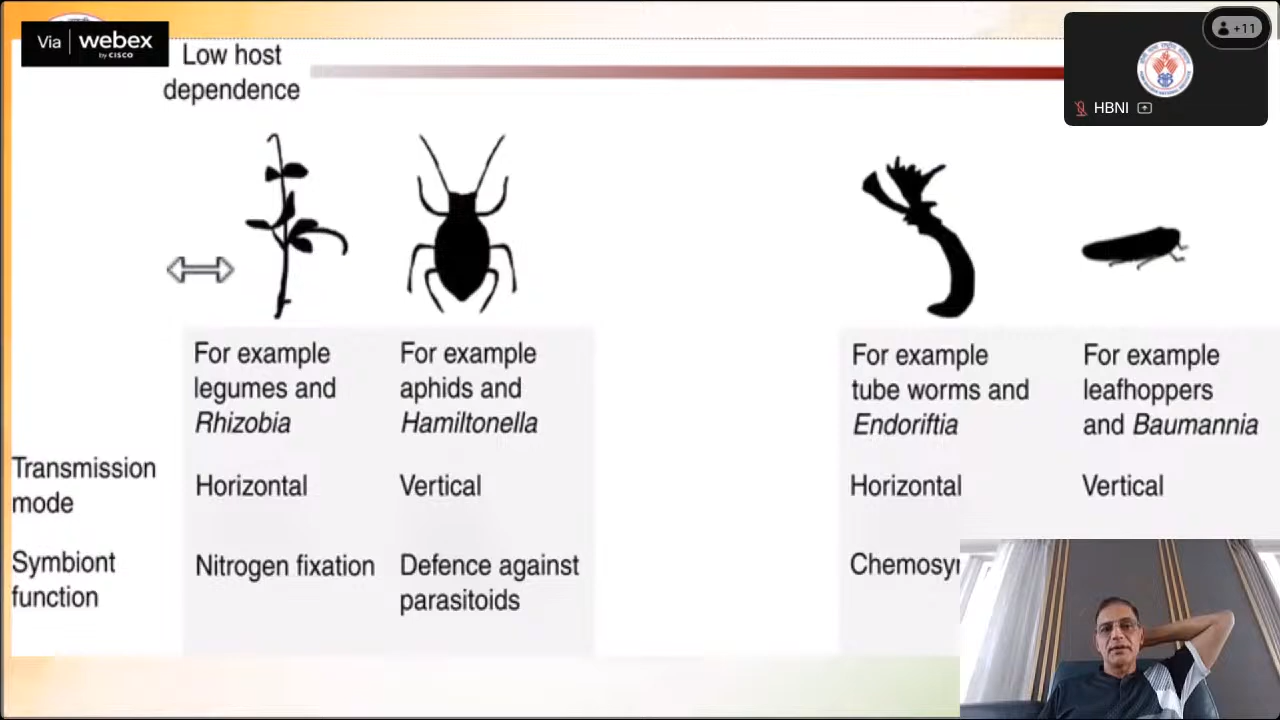 Via webex
by CISCO
+11
HBNI
Low host
dependence
For example
legumes and
Rhizobia
For example
aphids and
Hamiltonella
For example
tube worms and
Endoriftia
For example
leafhoppers
and Baumannia
Transmission
mode
Horizontal
Vertical
Horizontal
Vertical
Symbiont
function
Nitrogen fixation
Defence against
parasitoids